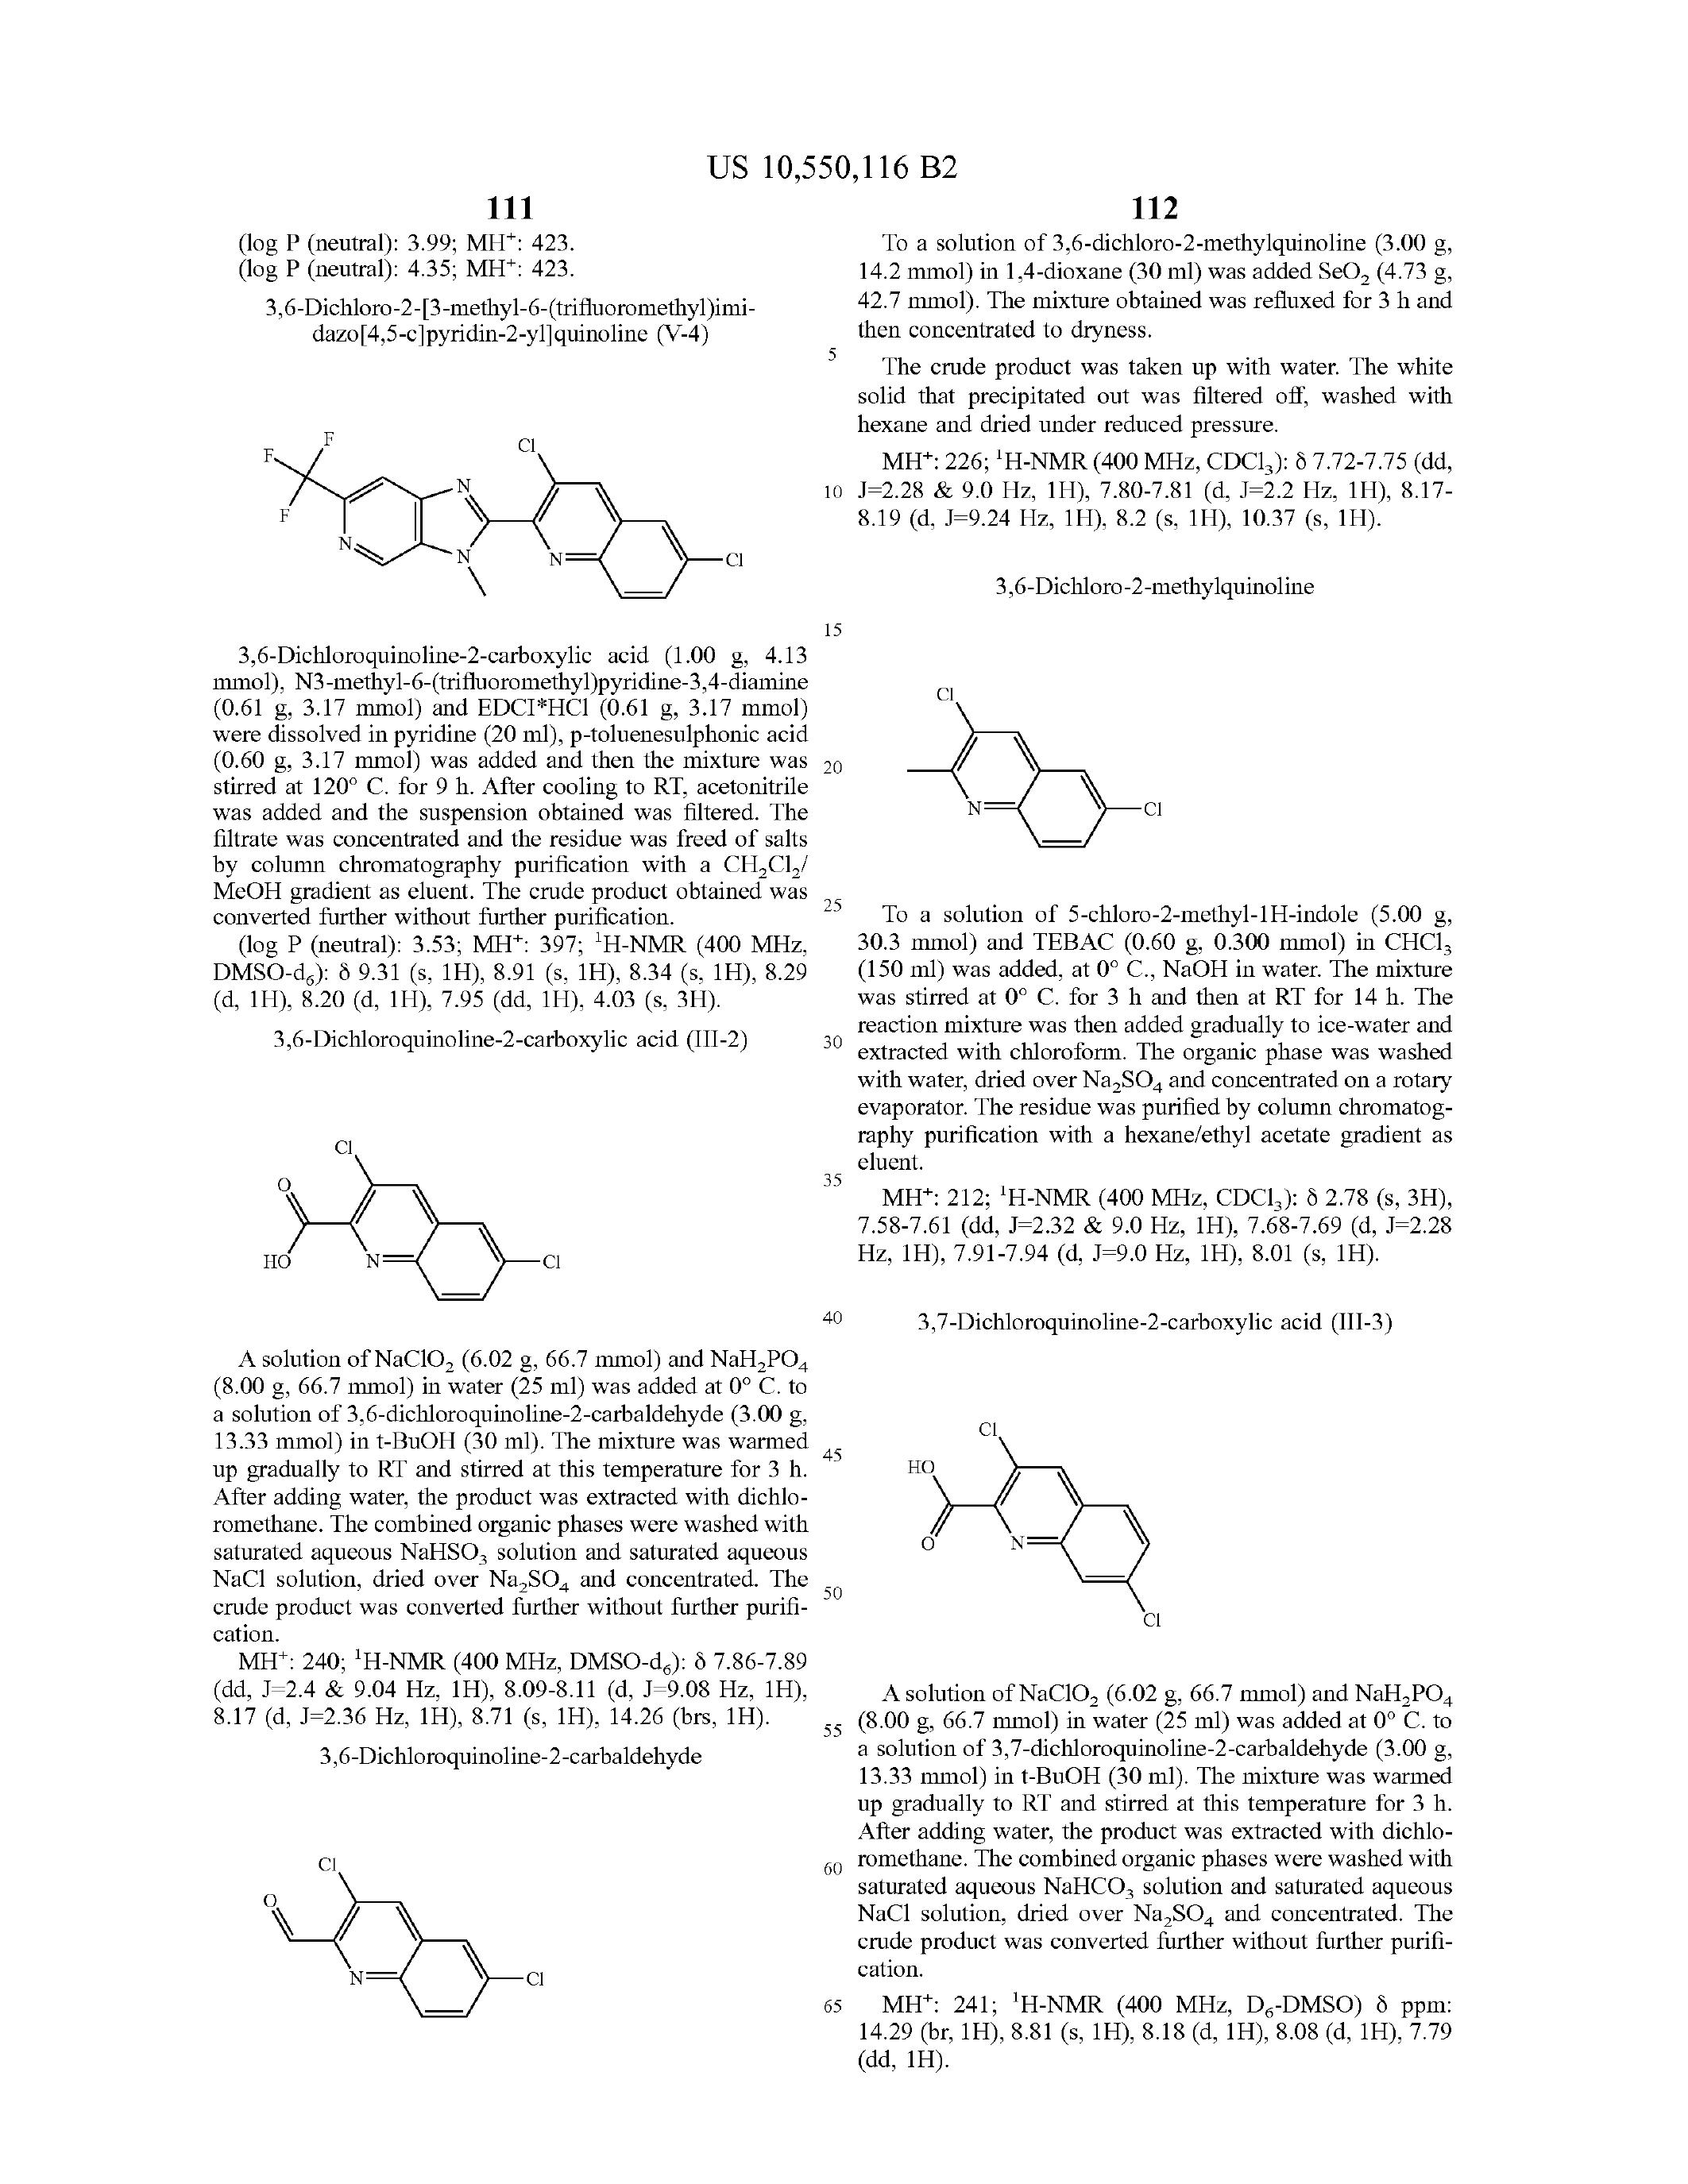 US 10,550,116 B2
111
(log P (neutral): 3.99; MH⁺: 423.
(log P (neutral): 4.35; MH⁺: 423.
3,6-Dichloro-2-[3-methyl-6-(trifluoromethyl)imi-
dazo[4,5-c]pyridin-2-yl]quinoline (V-4)
F
F
F
N
N
N
Cl
N
Cl
3,6-Dichloroquinoline-2-carboxylic acid (1.00 g, 4.13
mmol), N3-methyl-6-(trifluoromethyl)pyridine-3,4-diamine
(0.61 g, 3.17 mmol) and EDCI*HCl (0.61 g, 3.17 mmol)
were dissolved in pyridine (20 ml), p-toluenesulphonic acid
(0.60 g, 3.17 mmol) was added and then the mixture was
stirred at 120° C. for 9 h. After cooling to RT, acetonitrile
was added and the suspension obtained was filtered. The
filtrate was concentrated and the residue was freed of salts
by column chromatography purification with a CH₂Cl₂/
MeOH gradient as eluent. The crude product obtained was
converted further without further purification.
(log P (neutral): 3.53; MH⁺: 397; ¹H-NMR (400 MHz,
DMSO-d₆): δ 9.31 (s, 1H), 8.91 (s, 1H), 8.34 (s, 1H), 8.29
(d, 1H), 8.20 (d, 1H), 7.95 (dd, 1H), 4.03 (s, 3H).
3,6-Dichloroquinoline-2-carboxylic acid (III-2)
Cl
O
HO
N
Cl
A solution of NaClO₂ (6.02 g, 66.7 mmol) and NaH₂PO₄
(8.00 g, 66.7 mmol) in water (25 ml) was added at 0° C. to
a solution of 3,6-dichloroquinoline-2-carbaldehyde (3.00 g,
13.33 mmol) in t-BuOH (30 ml). The mixture was warmed
up gradually to RT and stirred at this temperature for 3 h.
After adding water, the product was extracted with dichlo-
romethane. The combined organic phases were washed with
saturated aqueous NaHSO₃ solution and saturated aqueous
NaCl solution, dried over Na₂SO₄ and concentrated. The
crude product was converted further without further purifi-
cation.
MH⁺: 240; ¹H-NMR (400 MHz, DMSO-d₆): δ 7.86-7.89
(dd, J=2.4 & 9.04 Hz, 1H), 8.09-8.11 (d, J=9.08 Hz, 1H),
8.17 (d, J=2.36 Hz, 1H), 8.71 (s, 1H), 14.26 (brs, 1H).
3,6-Dichloroquinoline-2-carbaldehyde
Cl
O
N
Cl
5
10
15
20
25
30
35
40
45
50
55
60
65
112
To a solution of 3,6-dichloro-2-methylquinoline (3.00 g,
14.2 mmol) in 1,4-dioxane (30 ml) was added SeO₂ (4.73 g,
42.7 mmol). The mixture obtained was refluxed for 3 h and
then concentrated to dryness.
The crude product was taken up with water. The white
solid that precipitated out was filtered off, washed with
hexane and dried under reduced pressure.
MH⁺: 226; ¹H-NMR (400 MHz, CDCl₃): δ 7.72-7.75 (dd,
J=2.28 & 9.0 Hz, 1H), 7.80-7.81 (d, J=2.2 Hz, 1H), 8.17-
8.19 (d, J=9.24 Hz, 1H), 8.2 (s, 1H), 10.37 (s, 1H).
3,6-Dichloro-2-methylquinoline
Cl
N
Cl
To a solution of 5-chloro-2-methyl-1H-indole (5.00 g,
30.3 mmol) and TEBAC (0.60 g, 0.300 mmol) in CHCl₃
(150 ml) was added, at 0° C., NaOH in water. The mixture
was stirred at 0° C. for 3 h and then at RT for 14 h. The
reaction mixture was then added gradually to ice-water and
extracted with chloroform. The organic phase was washed
with water, dried over Na₂SO₄ and concentrated on a rotary
evaporator. The residue was purified by column chromatog-
raphy purification with a hexane/ethyl acetate gradient as
eluent.
MH⁺: 212; ¹H-NMR (400 MHz, CDCl₃): δ 2.78 (s, 3H),
7.58-7.61 (dd, J=2.32 & 9.0 Hz, 1H), 7.68-7.69 (d, J=2.28
Hz, 1H), 7.91-7.94 (d, J=9.0 Hz, 1H), 8.01 (s, 1H).
3,7-Dichloroquinoline-2-carboxylic acid (III-3)
Cl
HO
O
N
Cl
A solution of NaClO₂ (6.02 g, 66.7 mmol) and NaH₂PO₄
(8.00 g, 66.7 mmol) in water (25 ml) was added at 0° C. to
a solution of 3,7-dichloroquinoline-2-carbaldehyde (3.00 g,
13.33 mmol) in t-BuOH (30 ml). The mixture was warmed
up gradually to RT and stirred at this temperature for 3 h.
After adding water, the product was extracted with dichlo-
romethane. The combined organic phases were washed with
saturated aqueous NaHCO₃ solution and saturated aqueous
NaCl solution, dried over Na₂SO₄ and concentrated. The
crude product was converted further without further purifi-
cation.
MH⁺: 241; ¹H-NMR (400 MHz, D₆-DMSO) δ ppm:
14.29 (br, 1H), 8.81 (s, 1H), 8.18 (d, 1H), 8.08 (d, 1H), 7.79
(dd, 1H).